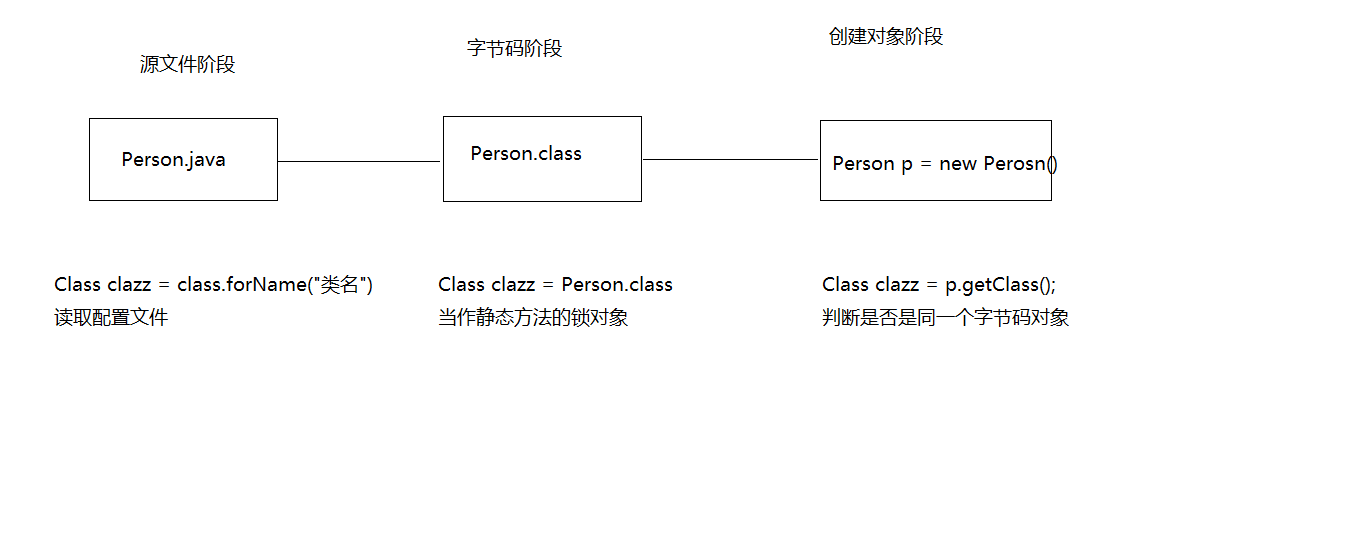 源文件阶段
字节码阶段
创建对象阶段
Person.java
Person.class
Person p = new Perosn()
Class clazz = class.forName("类名")
读取配置文件
Class clazz = Person.class
当作静态方法的锁对象
Class clazz = p.getClass();
判断是否是同一个字节码对象